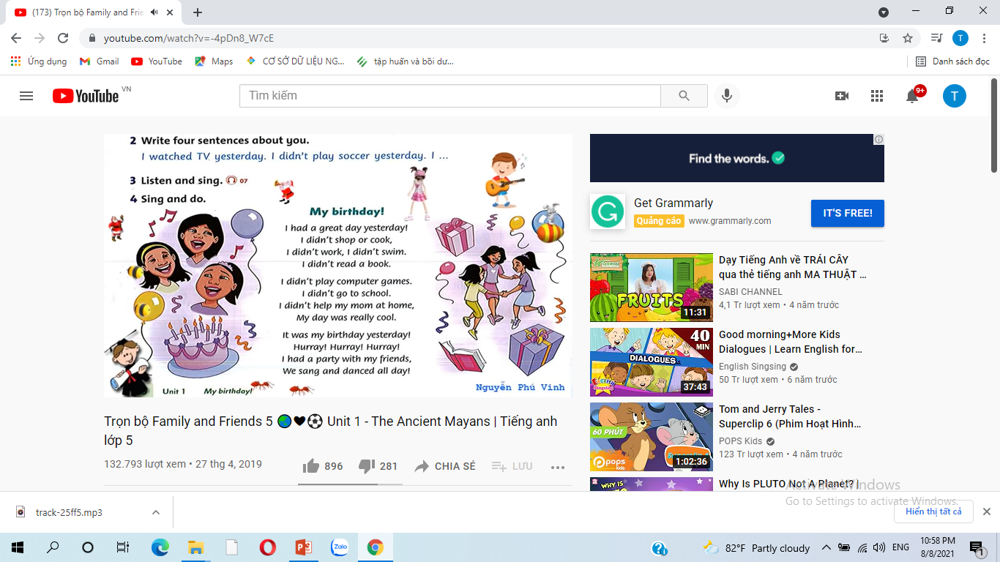 (173) Trọn bộ Family and Frie
youtube.com/watch?v=-4pDn8_W7cE
Ứng dụng
Gmail
YouTube
Maps
CƠ SỞ DỮ LIỆU NG...
tập huấn và bồi dư...
Danh sách đọc
YouTube VN
Tìm kiếm
9+
T
2 Write four sentences about you.
I watched TV yesterday. I didn't play soccer yesterday. I ...
3 Listen and sing. 07
4 Sing and do.
My birthday!
I had a great day yesterday!
I didn't shop or cook,
I didn't work, I didn't swim.
I didn't read a book.
I didn't play computer games.
I didn't go to school.
I didn't help my mom at home,
My day was really cool.
It was my birthday yesterday!
Hurray! Hurray! Hurray!
I had a party with my friends,
We sang and danced all day!
Unit 1 My birthday!
Nguyễn Phú Vinh
Trọn bộ Family and Friends 5 🌏🖤⚽ Unit 1 - The Ancient Mayans | Tiếng anh
lớp 5
132.793 lượt xem • 27 thg 4, 2019
896
281
CHIA SẺ
LƯU
Find the words.
Get Grammarly
Quảng cáo www.grammarly.com
IT'S FREE!
FRUITS
11:31
Dạy Tiếng Anh về TRÁI CÂY
qua thẻ tiếng anh MA THUẬT ...
SABI CHANNEL
4,1 Tr lượt xem • 4 năm trước
40
MIN
DIALOGUES
37:43
Good morning+More Kids
Dialogues | Learn English for...
English Singsing
50 Tr lượt xem • 6 năm trước
60 PHÚT
pops
kids
1:02:36
Tom and Jerry Tales -
Superclip 6 (Phim Hoạt Hình...
POPS Kids
123 Tr lượt xem • 4 năm trước
WHY IS
Why Is PLUTO Not A Planet? |
Activate Windows
Go to Settings to activate Windows.
track-25ff5.mp3
Hiển thị tất cả
Zalo
82°F Partly cloudy
ENG
10:58 PM
8/8/2021
1